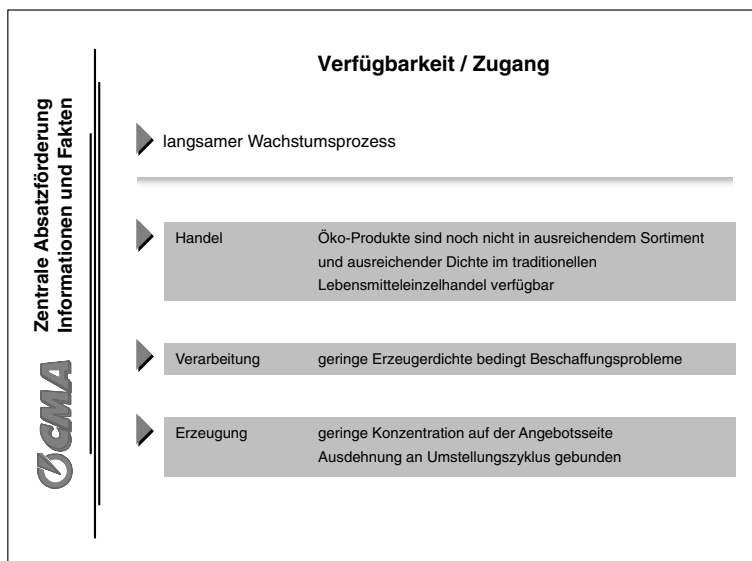 Verfügbarkeit / Zugang
Zentrale Absatzförderung
Informationen und Fakten
CMA
langsamer Wachstumsprozess
Handel Öko-Produkte sind noch nicht in ausreichendem Sortiment
und ausreichender Dichte im traditionellen
Lebensmitteleinzelhandel verfügbar
Verarbeitung geringe Erzeugerdichte bedingt Beschaffungsprobleme
Erzeugung geringe Konzentration auf der Angebotsseite
Ausdehnung an Umstellungszyklus gebunden